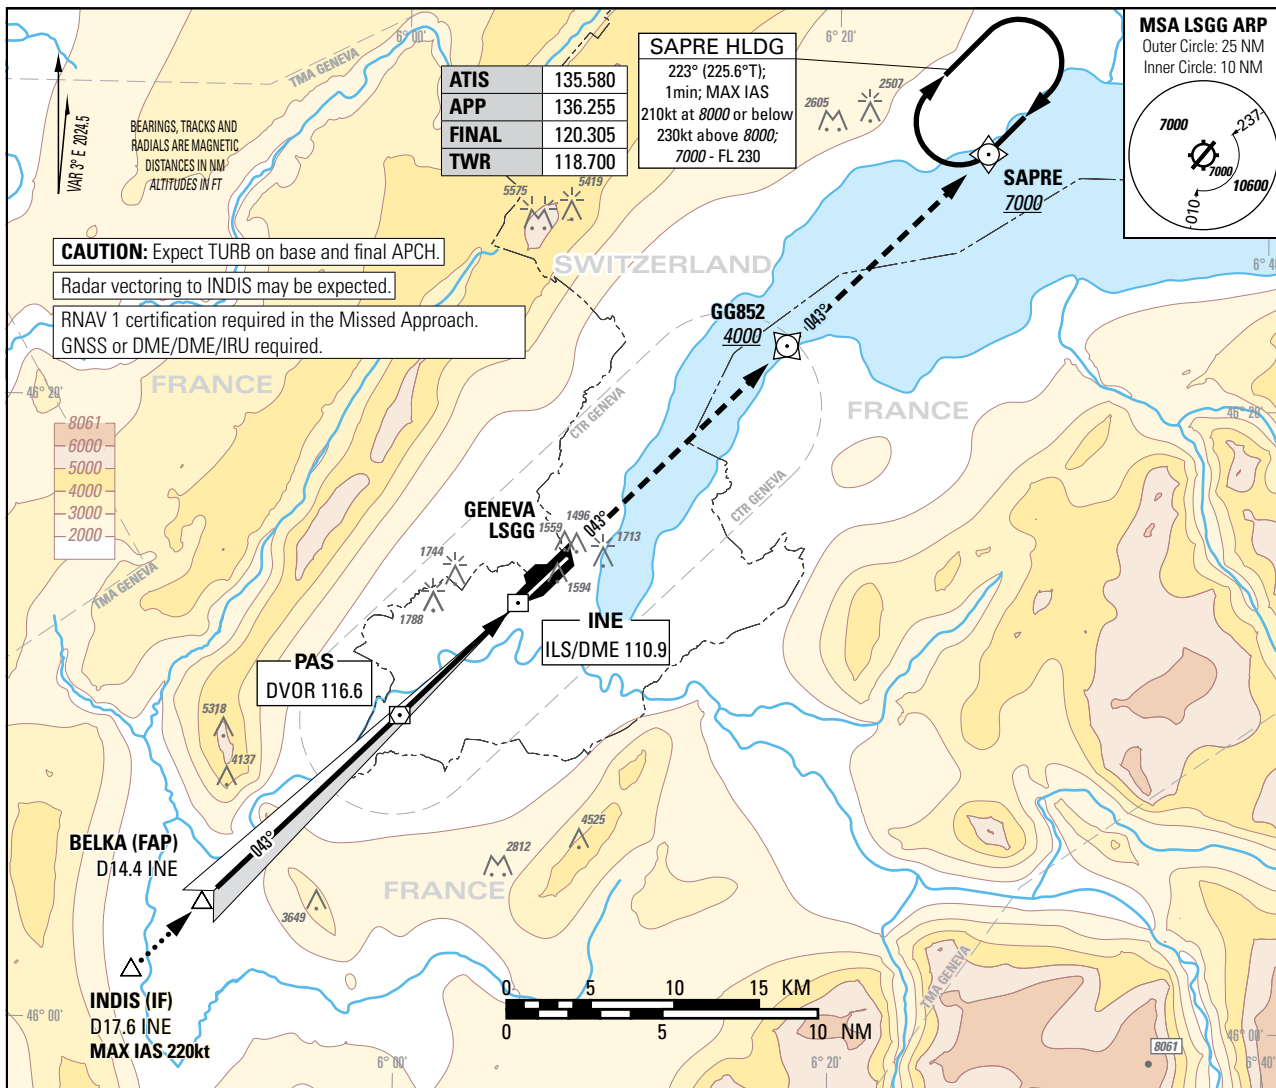 6° 00'
6° 20'
TMA GENEVA
VAR 3° E 2024.5
BEARINGS, TRACKS AND
RADIALS ARE MAGNETIC
DISTANCES IN NM
ALTITUDES IN FT
ATIS 135.580
APP 136.255
FINAL 120.305
TWR 118.700
SAPRE HLDG
223° (225.6°T);
1min; MAX IAS
210kt at 8000 or below
230kt above 8000;
7000 - FL 230
2605
2507
MSA LSGG ARP
Outer Circle: 25 NM
Inner Circle: 10 NM
7000
237
7000
10600
010
5575
5419
SAPRE
7000
CAUTION: Expect TURB on base and final APCH.
Radar vectoring to INDIS may be expected.
RNAV 1 certification required in the Missed Approach.
GNSS or DME/DME/IRU required.
SWITZERLAND
6° 40'
GG852
4000
043°
46° 20'
FRANCE
CTR GENEVA
FRANCE
46° 20'
8061
6000
5000
4000
3000
2000
CTR GENEVA
GENEVA
LSGG
1559
1496
043°
1713
1744
1594
1788
TMA GENEVA
INE
ILS/DME 110.9
PAS
DVOR 116.6
5318
4137
BELKA (FAP)
D14.4 INE
043°
4525
2812
FRANCE
3649
INDIS (IF)
D17.6 INE
MAX IAS 220kt
TMA GENEVA
0 5 10 15 KM
0 5 10 NM
46° 00'
46° 00'
8061
6° 00'
6° 20'
6° 40'